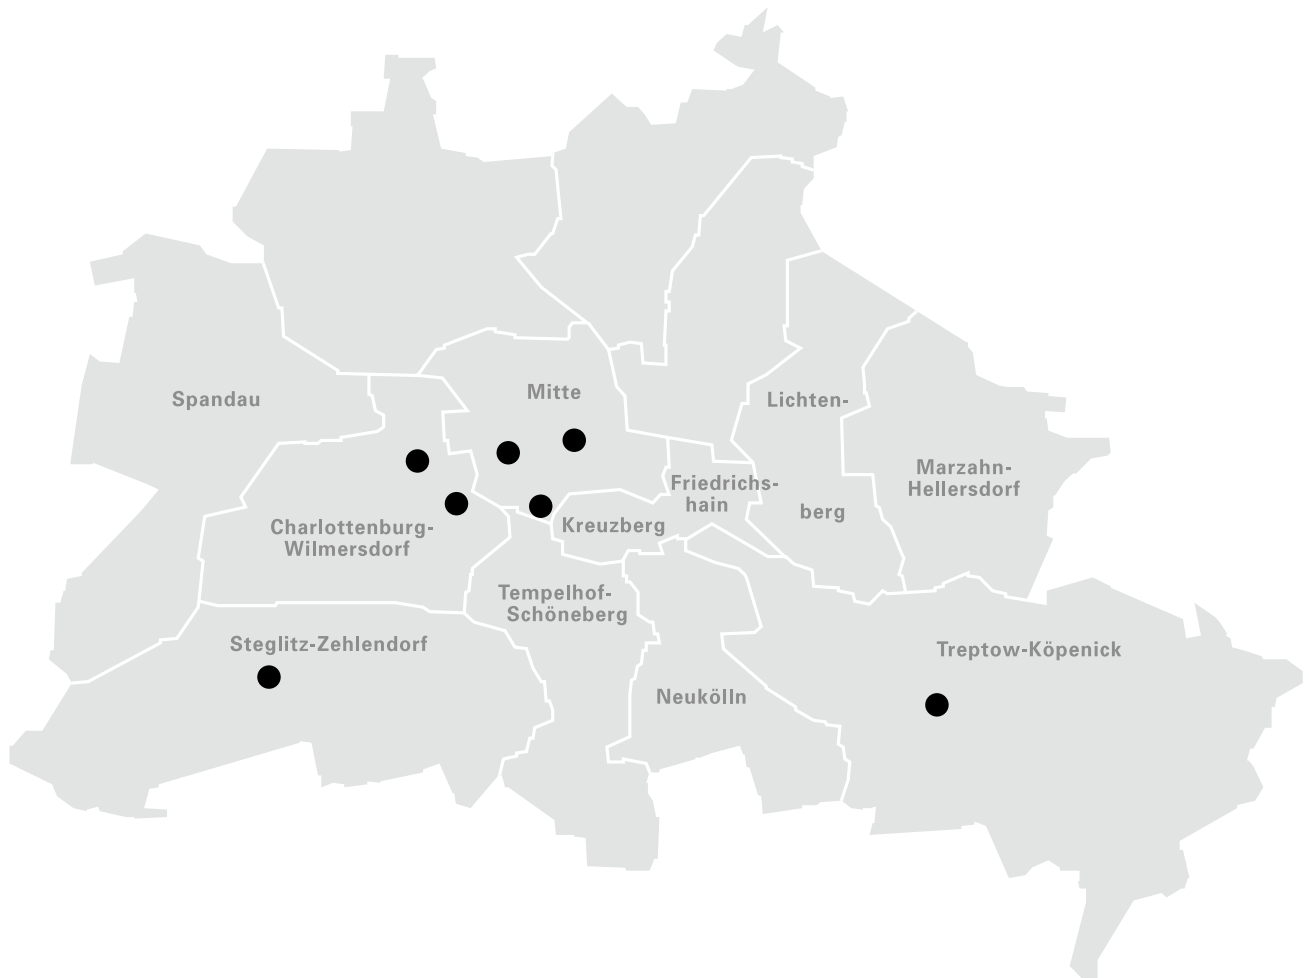 Mitte
Spandau
Lichten-
Marzahn-
Hellersdorf
Friedrichs-
hain
berg
Kreuzberg
Charlottenburg-
Wilmersdorf
Tempelhof-
Schöneberg
Steglitz-Zehlendorf
Treptow-Köpenick
Neukölln